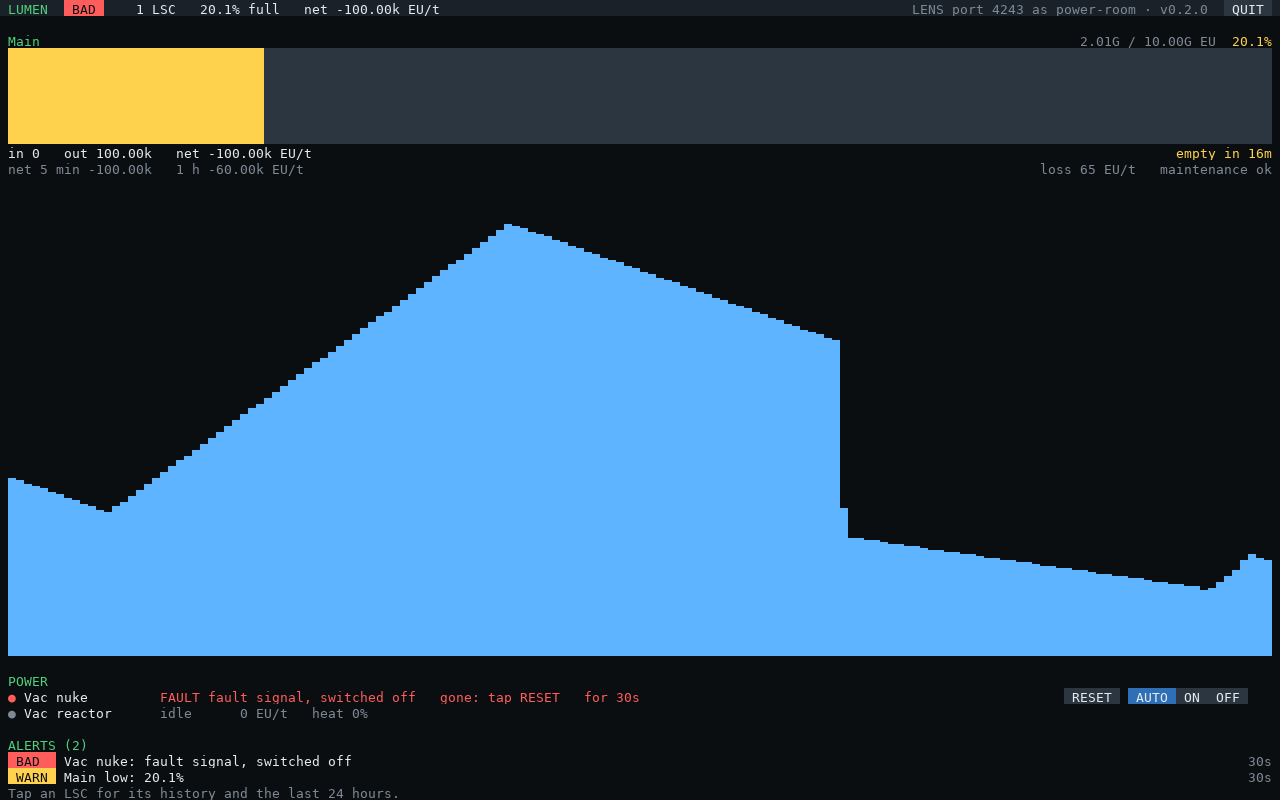 LUMEN  BAD  1 LSC  20.1% full  net -100.00k EU/t  LENS port 4243 as power-room · v0.2.0  QUIT
Main  2.01G / 10.00G EU  20.1%
in 0  out 100.00k  net -100.00k EU/t  empty in 16m
net 5 min -100.00k  1 h -60.00k EU/t  loss 65 EU/t  maintenance ok
POWER
● Vac nuke  FAULT fault signal, switched off  gone: tap RESET  for 30s  RESET  AUTO  ON  OFF
● Vac reactor  idle  0 EU/t  heat 0%
ALERTS (2)
BAD  Vac nuke: fault signal, switched off  30s
WARN  Main low: 20.1%  30s
Tap an LSC for its history and the last 24 hours.